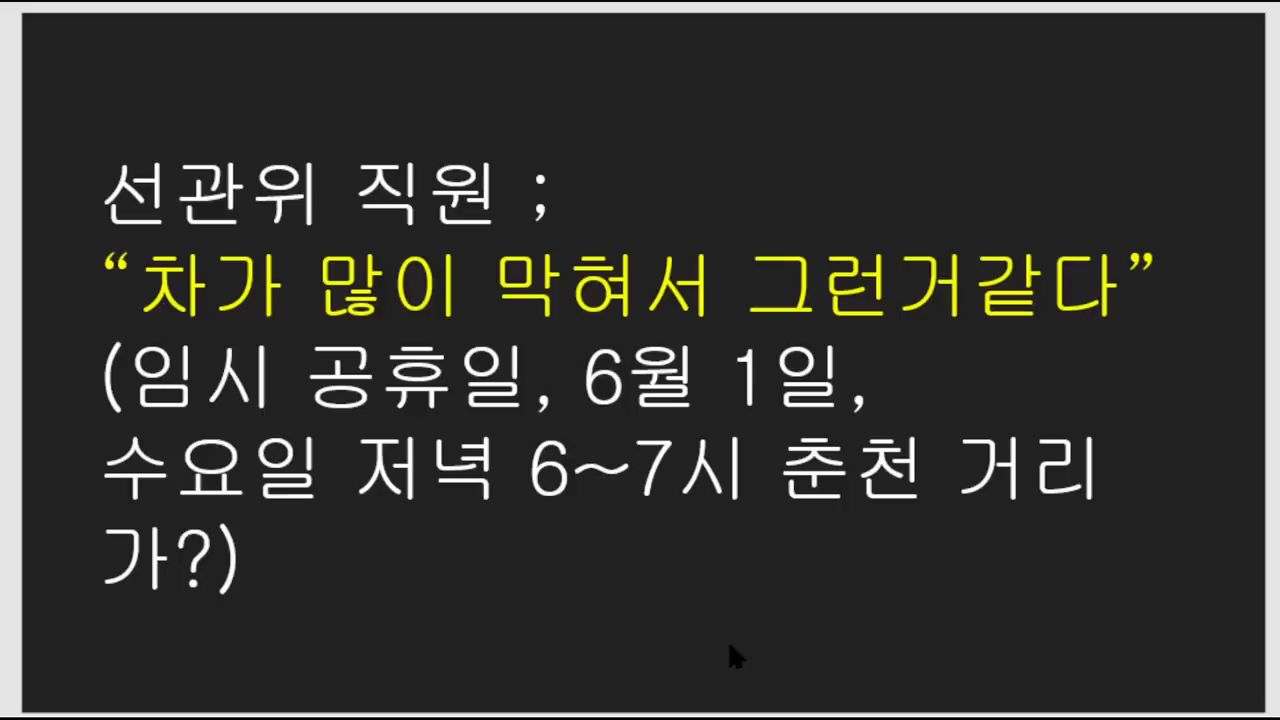 선관위 직원 ;
“차가 많이 막혀서 그런거같다”
(임시 공휴일, 6월 1일,
수요일 저녁 6~7시 춘천 거리
가?)